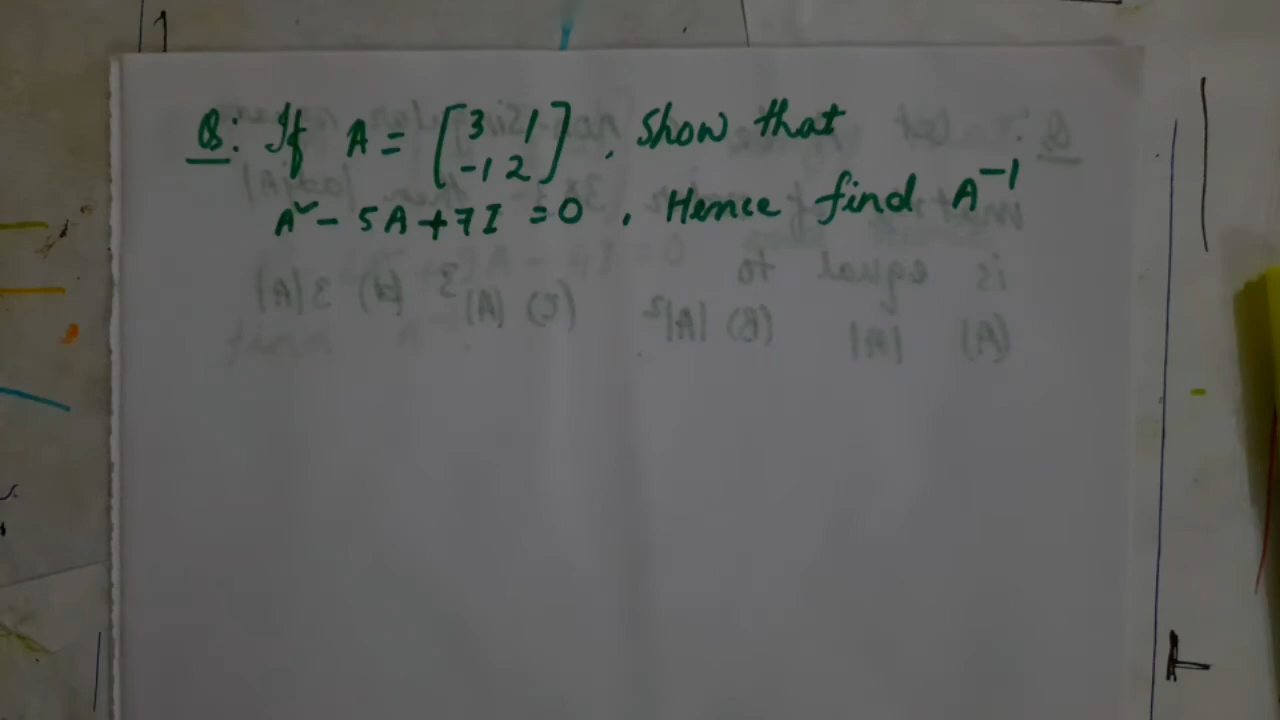 Q: If A = [3 1
-1 2], Show that
A² - 5A + 7I = 0. Hence find A⁻¹